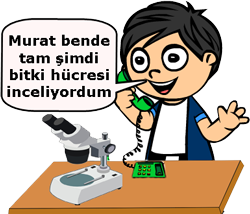 Murat bende
tam şimdi
bitki hücresi
inceliyordum